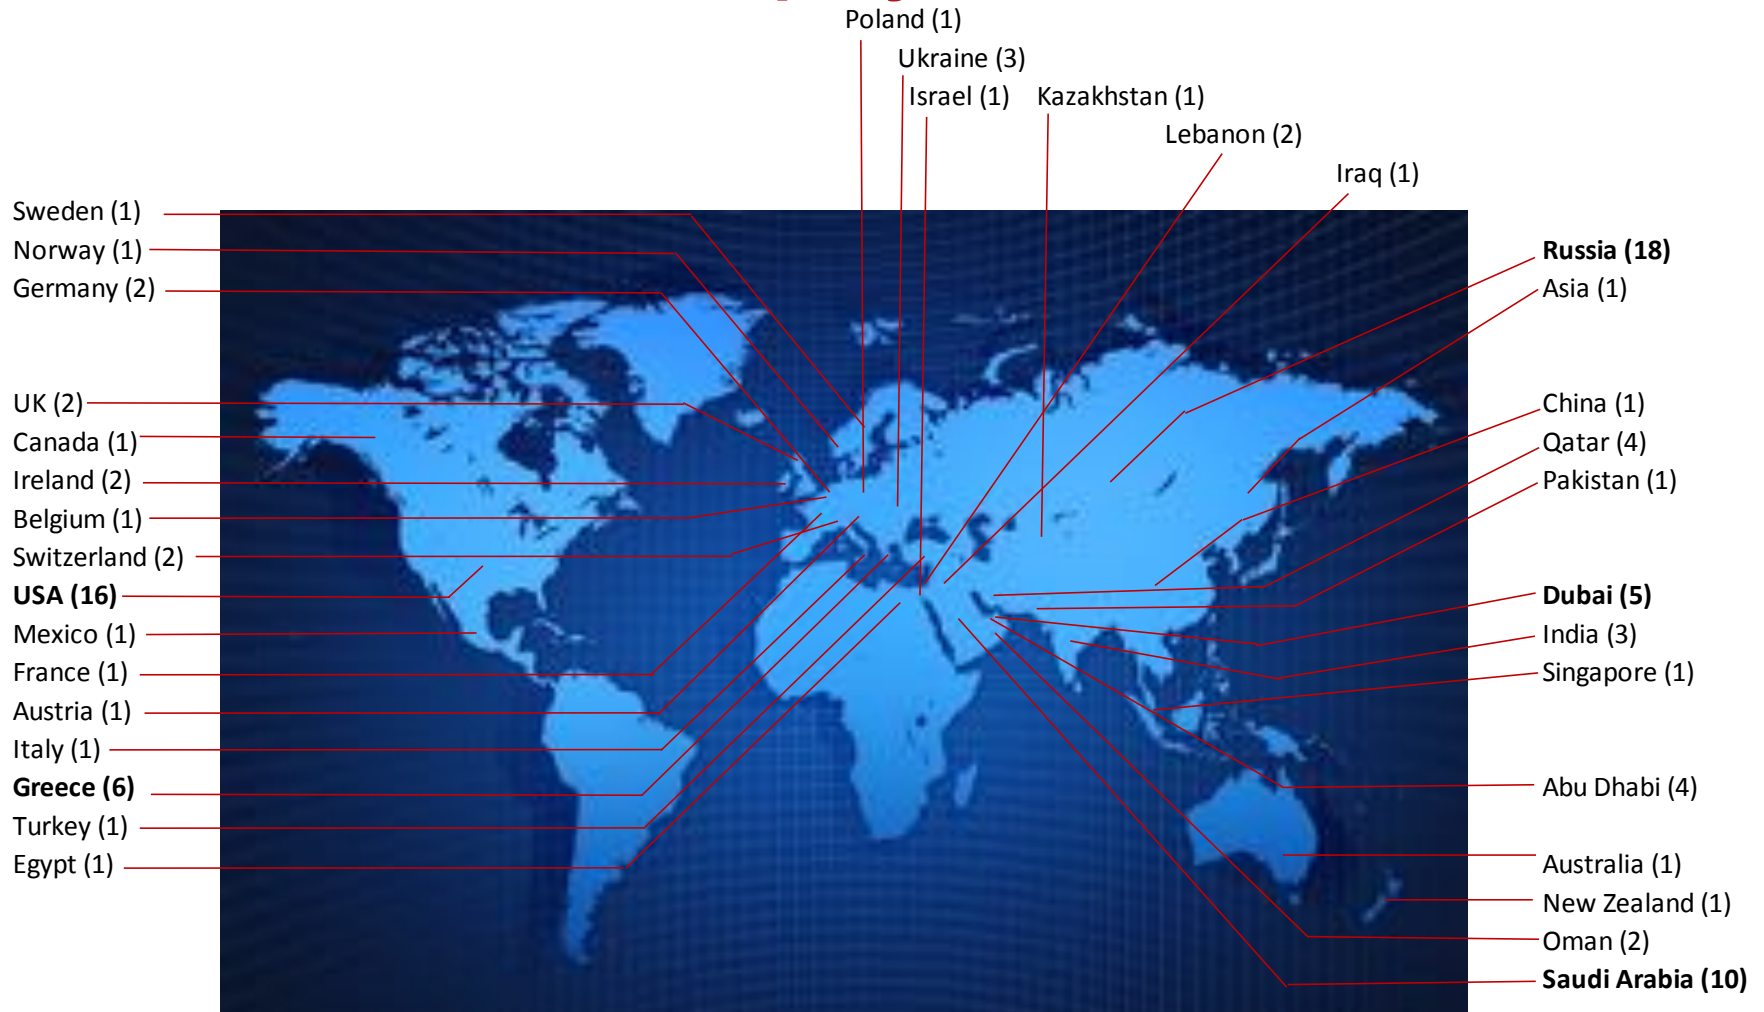 Poland (1)
Ukraine (3)
Israel (1)
Kazakhstan (1)
Lebanon (2)
Iraq (1)
Sweden (1)
Norway (1)
Germany (2)
UK (2)
Canada (1)
Ireland (2)
Belgium (1)
Switzerland (2)
USA (16)
Mexico (1)
France (1)
Austria (1)
Italy (1)
Greece (6)
Turkey (1)
Egypt (1)
Russia (18)
Asia (1)
China (1)
Qatar (4)
Pakistan (1)
Dubai (5)
India (3)
Singapore (1)
Abu Dhabi (4)
Australia (1)
New Zealand (1)
Oman (2)
Saudi Arabia (10)